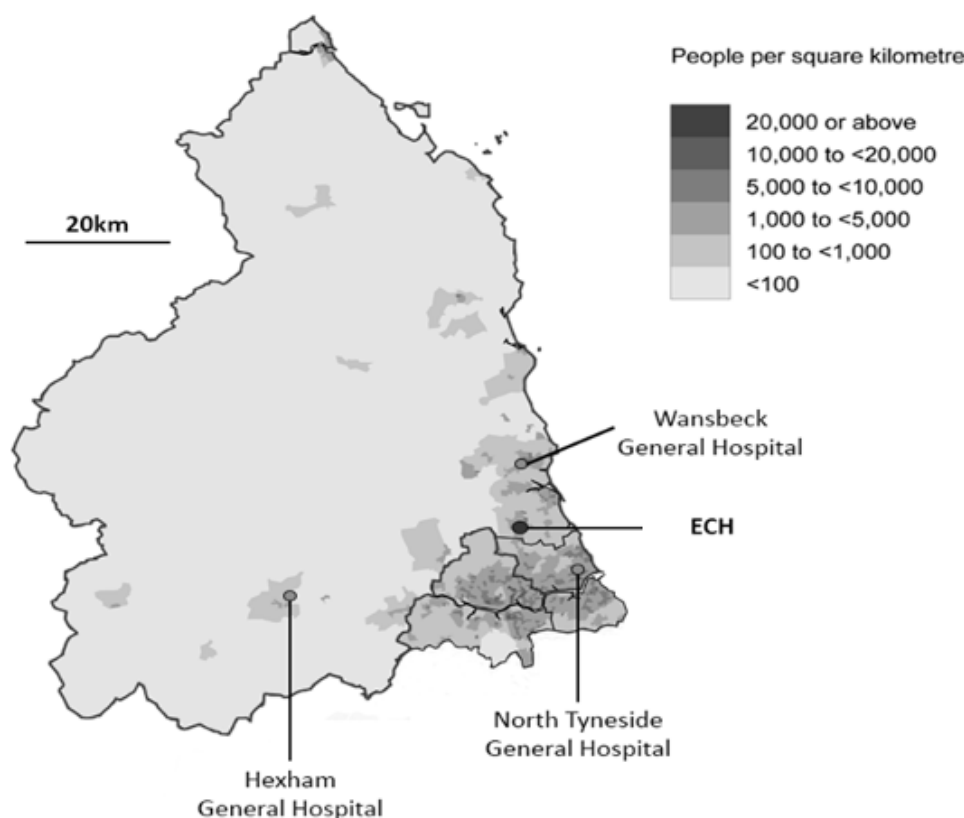 People per square kilometre
20,000 or above
10,000 to <20,000
5,000 to <10,000
1,000 to <5,000
100 to <1,000
<100
20km
Wansbeck
General Hospital
ECH
North Tyneside
General Hospital
Hexham
General Hospital